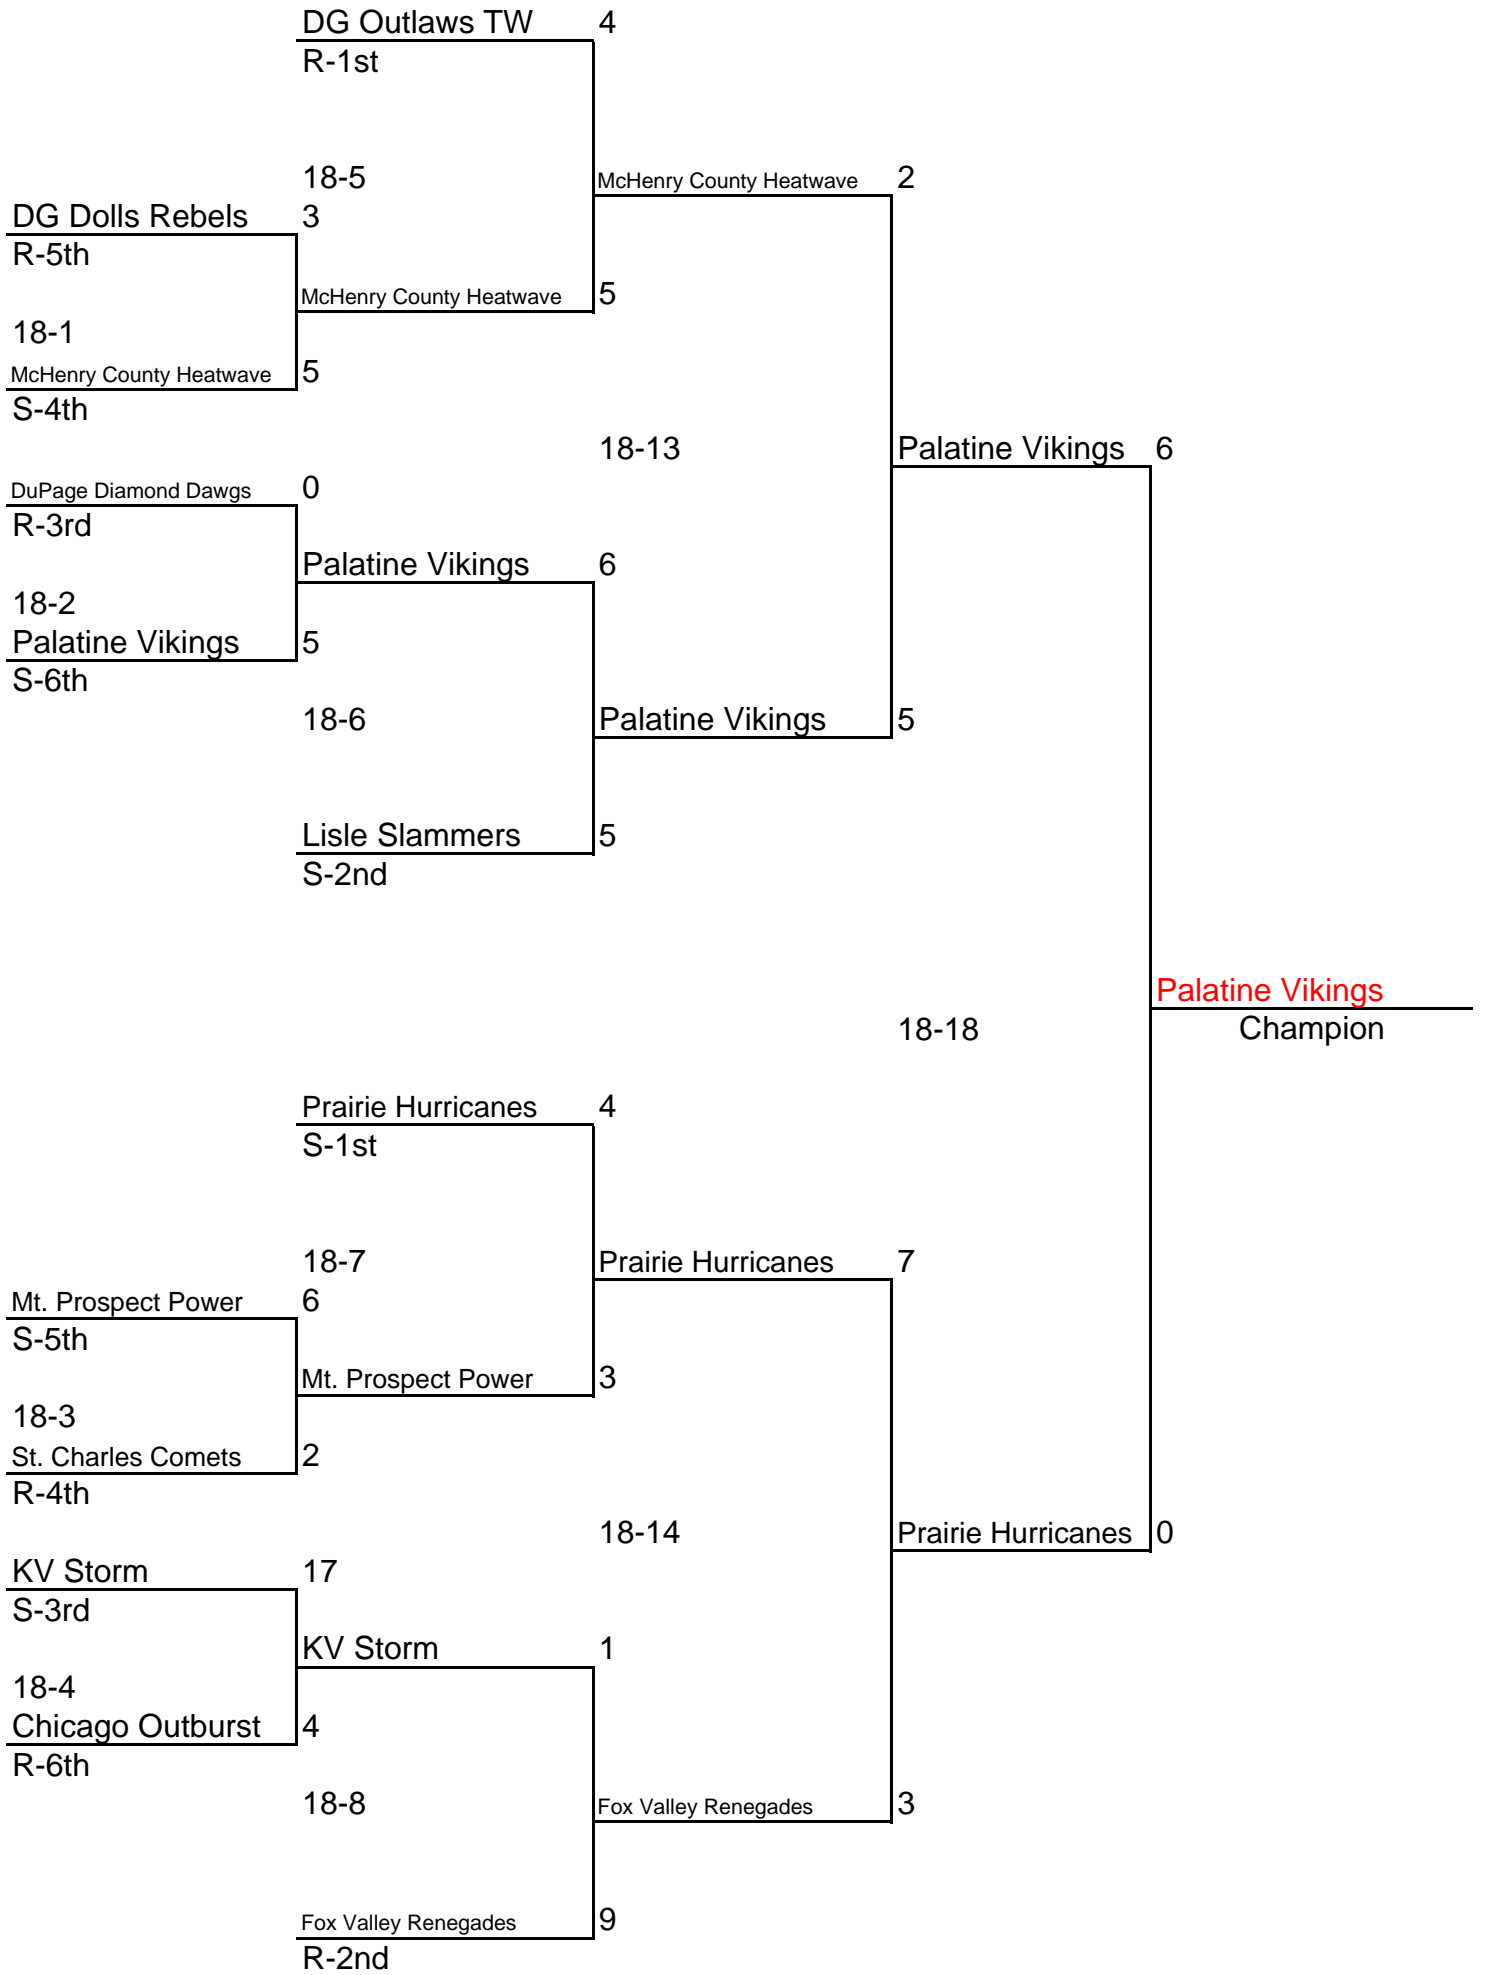 DG Outlaws TW 4
R-1st
18-5
McHenry County Heatwave 2
DG Dolls Rebels 3
R-5th
McHenry County Heatwave 5
18-1
McHenry County Heatwave 5
S-4th
18-13
Palatine Vikings 6
DuPage Diamond Dawgs 0
R-3rd
Palatine Vikings 6
18-2
Palatine Vikings 5
S-6th
18-6
Palatine Vikings 5
Lisle Slammers 5
S-2nd
Palatine Vikings
18-18
Champion
Prairie Hurricanes 4
S-1st
18-7
Prairie Hurricanes 7
Mt. Prospect Power 6
S-5th
Mt. Prospect Power 3
18-3
St. Charles Comets 2
R-4th
18-14
Prairie Hurricanes 0
KV Storm 17
S-3rd
KV Storm 1
18-4
Chicago Outburst 4
R-6th
18-8
Fox Valley Renegades 3
Fox Valley Renegades 9
R-2nd